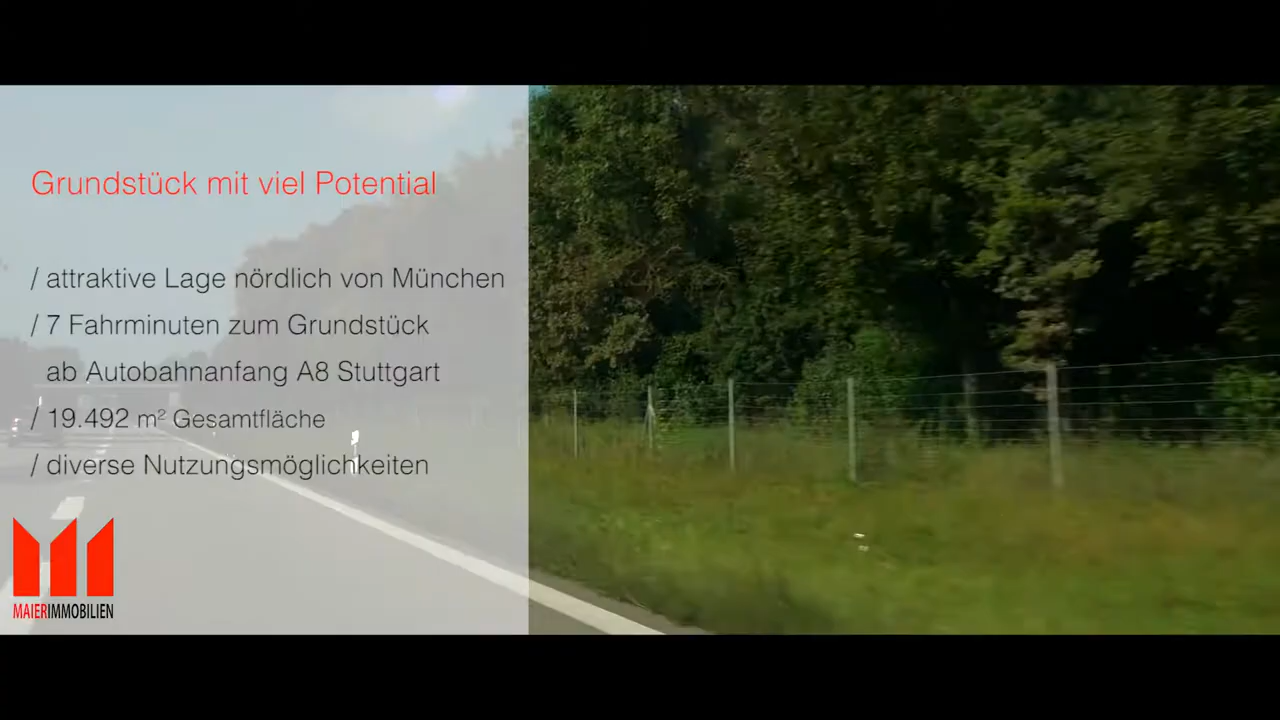 Grundstück mit viel Potential
/ attraktive Lage nördlich von München
/ 7 Fahrminuten zum Grundstück
ab Autobahnanfang A8 Stuttgart
/ 19.492 m² Gesamtfläche
/ diverse Nutzungsmöglichkeiten
MAIERIMMOBILIEN